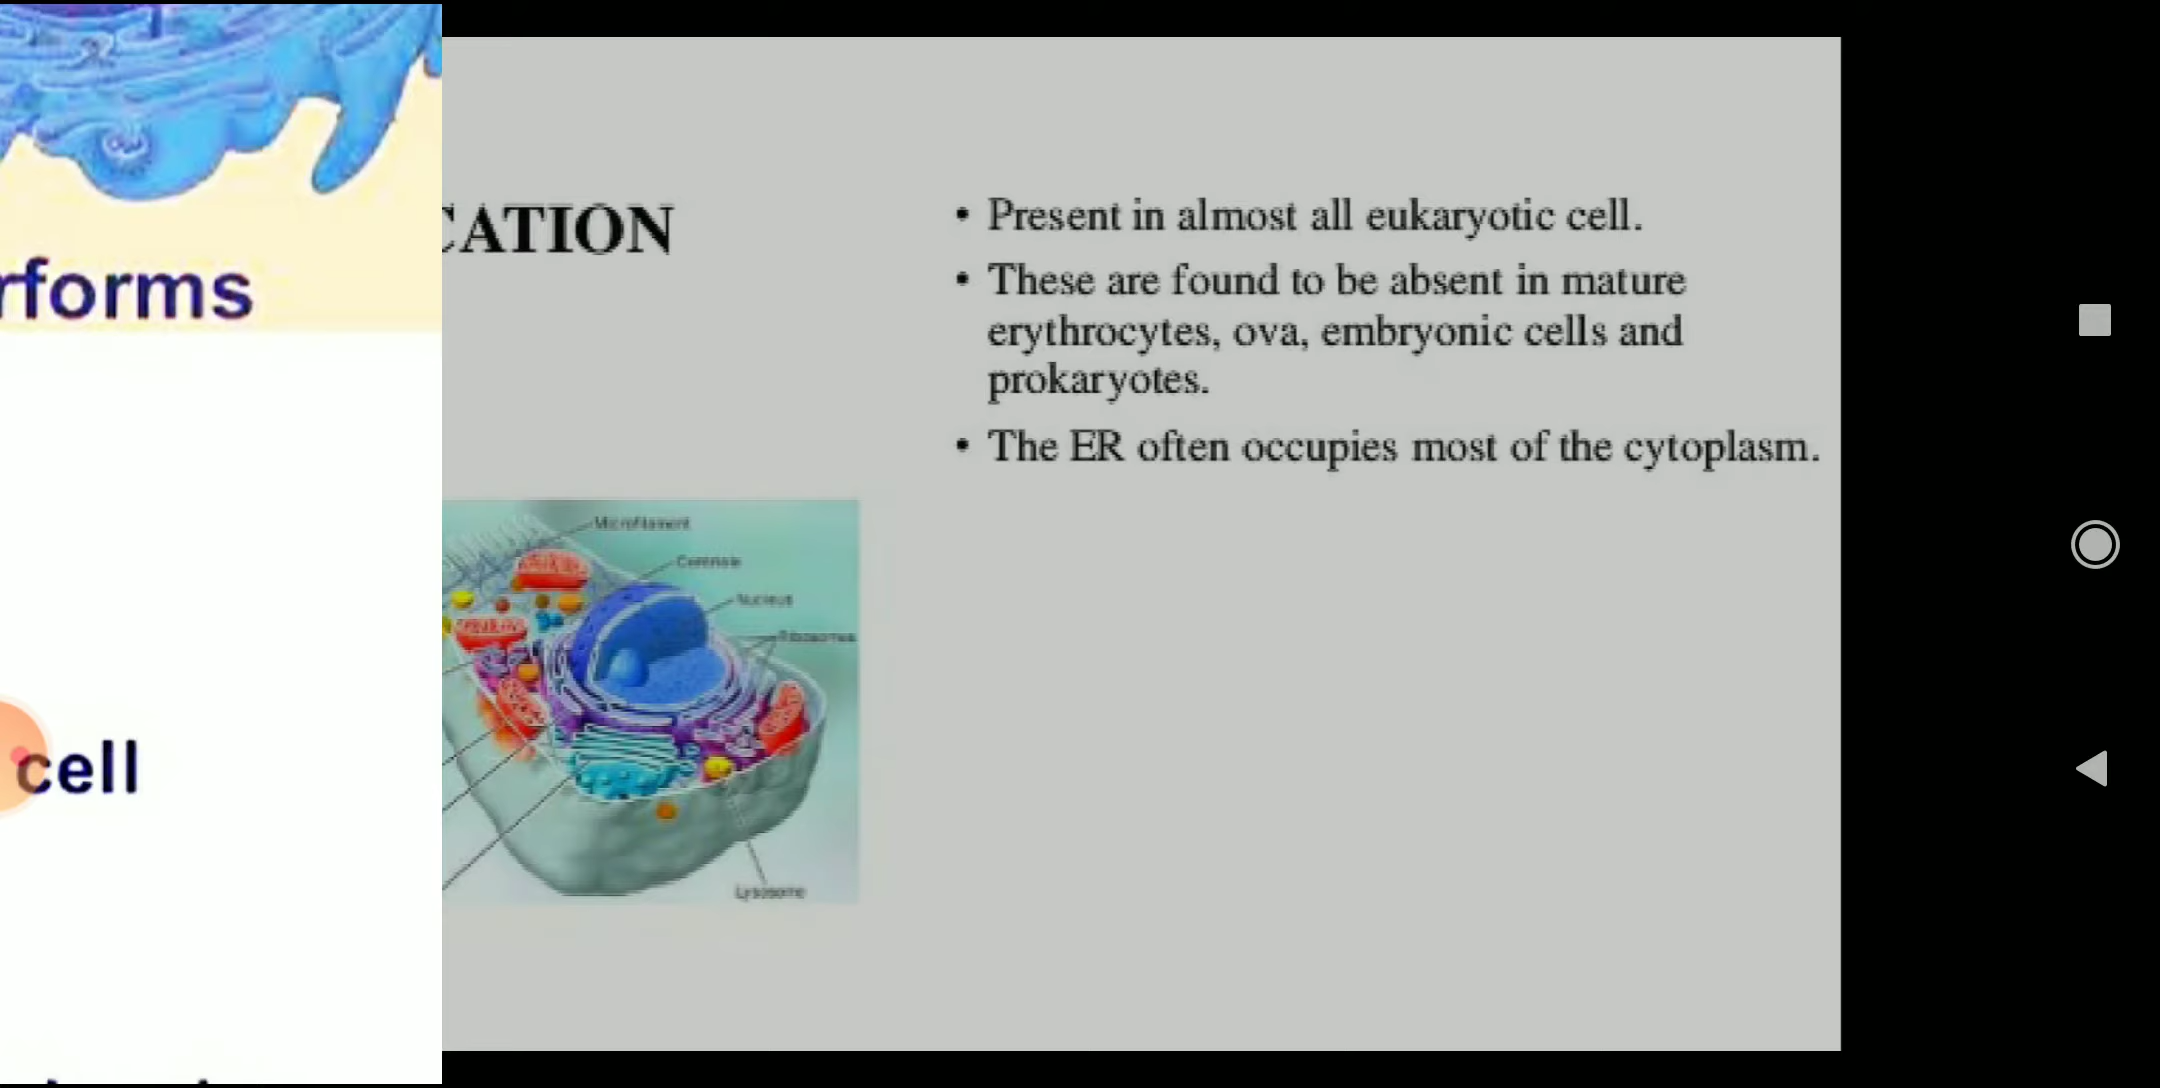 rforms
cell
CATION
• Present in almost all eukaryotic cell.
• These are found to be absent in mature
erythrocytes, ova, embryonic cells and
prokaryotes.
• The ER often occupies most of the cytoplasm.
Microfilament
Centriole
Nucleus
Ribosomes
Lysosome